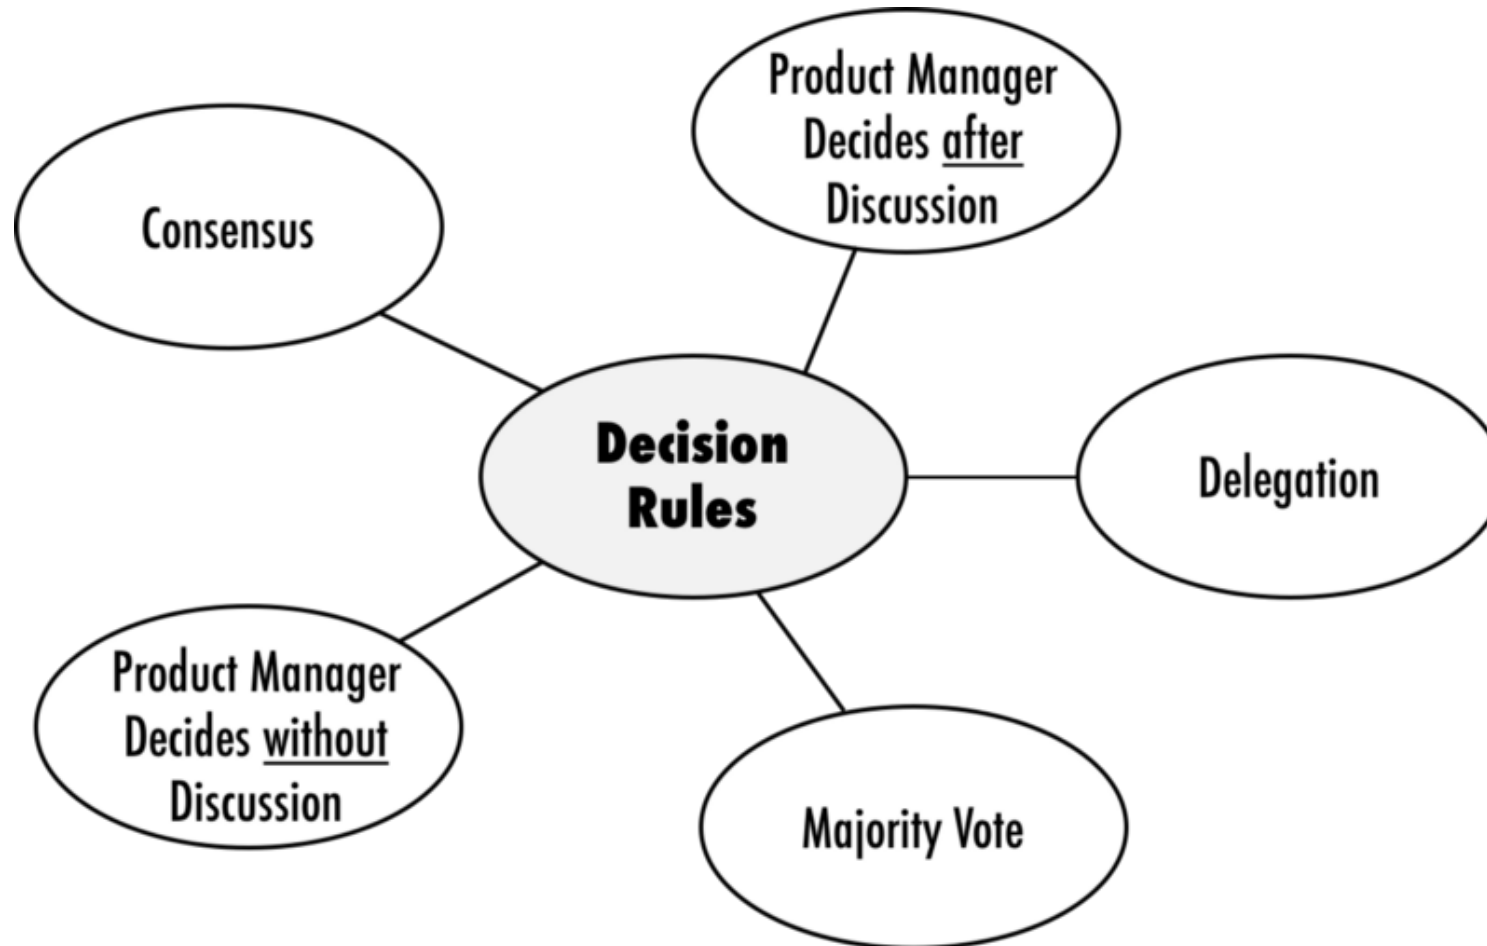 Product Manager
Decides after
Discussion
Consensus
Decision
Rules
Delegation
Product Manager
Decides without
Discussion
Majority Vote